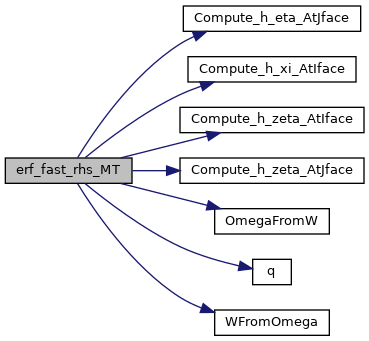 erf_fast_rhs_MT
Compute_h_eta_AtJface
Compute_h_xi_AtIface
Compute_h_zeta_AtIface
Compute_h_zeta_AtJface
OmegaFromW
q
WFromOmega